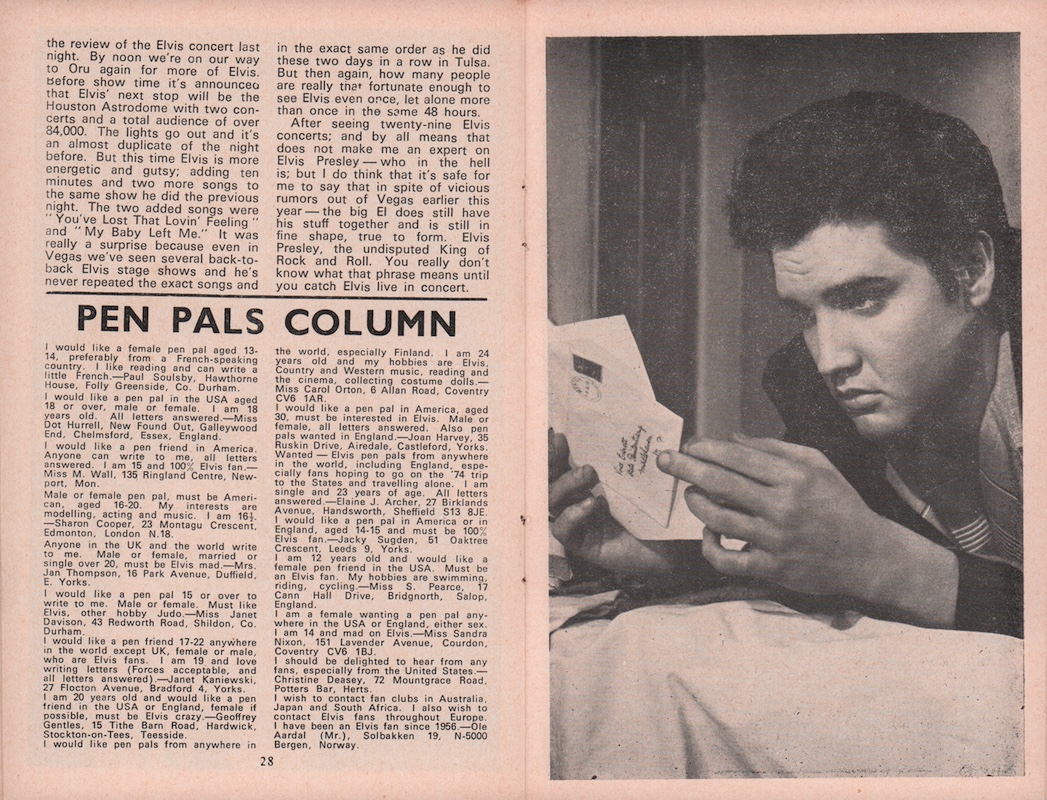 the review of the Elvis concert last
night. By noon we're on our way
to Oru again for more of Elvis.
Before show time it's announced
that Elvis' next stop will be the
Houston Astrodome with two con-
certs and a total audience of over
84,000. The lights go out and it's
an almost duplicate of the night
before. But this time Elvis is more
energetic and gutsy; adding ten
minutes and two more songs to
the same show he did the previous
night. The two added songs were
"You've Lost That Lovin' Feeling"
and "My Baby Left Me." It was
really a surprise because even in
Vegas we've seen several back-to-
back Elvis stage shows and he's
never repeated the exact songs and
in the exact same order as he did
these two days in a row in Tulsa.
But then again, how many people
are really that fortunate enough to
see Elvis even once, let alone more
than once in the same 48 hours.
After seeing twenty-nine Elvis
concerts; and by all means that
does not make me an expert on
Elvis Presley — who in the hell
is; but I do think that it's safe for
me to say that in spite of vicious
rumors out of Vegas earlier this
year — the big El does still have
his stuff together and is still in
fine shape, true to form. Elvis
Presley, the undisputed King of
Rock and Roll. You really don't
know what that phrase means until
you catch Elvis live in concert.
PEN PALS COLUMN
I would like a female pen pal aged 13-
14, preferably from a French-speaking
country. I like reading and can write a
little French.—Paul Soulsby, Hawthorne
House, Folly Greenside, Co. Durham.
I would like a pen pal in the USA aged
18 or over, male or female. I am 18
years old. All letters answered.—Miss
Dot Hurrell, New Found Out, Galleywood
End, Chelmsford, Essex, England.
I would like a pen friend in America.
Anyone can write to me, all letters
answered. I am 15 and 100% Elvis fan.—
Miss M. Wall, 135 Ringland Centre, New-
port, Mon.
Male or female pen pal, must be Ameri-
can, aged 16-20. My interests are
modelling, acting and music. I am 16½.
—Sharon Cooper, 23 Montagu Crescent,
Edmonton, London N.18.
Anyone in the UK and the world write
to me. Male or female, married or
single over 20, must be Elvis mad.—Mrs.
Jan Thompson, 16 Park Avenue, Duffield,
E. Yorks.
I would like a pen pal 15 or over to
write to me. Male or female. Must like
Elvis, other hobby Judo.—Miss Janet
Davison, 43 Redworth Road, Shildon, Co.
Durham.
I would like a pen friend 17-22 anywhere
in the world except UK, female or male,
who are Elvis fans. I am 19 and love
writing letters (Forces acceptable, and
all letters answered).—Janet Kaniewski,
27 Flocton Avenue, Bradford 4, Yorks.
I am 20 years old and would like a pen
friend in the USA or England, female if
possible, must be Elvis crazy.—Geoffrey
Gentles, 15 Tithe Barn Road, Hardwick,
Stockton-on-Tees, Teesside.
I would like pen pals from anywhere in
the world, especially Finland. I am 24
years old and my hobbies are Elvis,
Country and Western music, reading and
the cinema, collecting costume dolls.—
Miss Carol Orton, 6 Allan Road, Coventry
CV6 1AR.
I would like a pen pal in America, aged
30, must be interested in Elvis. Male or
female, all letters answered. Also pen
pals wanted in England.—Joan Harvey, 35
Ruskin Drive, Airedale, Castleford, Yorks.
Wanted — Elvis pen pals from anywhere
in the world, including England, espe-
cially fans hoping to go on the '74 trip
to the States and travelling alone. I am
single and 23 years of age. All letters
answered.—Elaine J. Archer, 27 Birklands
Avenue, Handsworth, Sheffield S13 8JE.
I would like a pen pal in America or in
England, aged 14-15 and must be 100%
Elvis fan.—Jacky Sugden, 51 Oaktree
Crescent, Leeds 9, Yorks.
I am 12 years old and would like a
female pen friend in the USA. Must be
an Elvis fan. My hobbies are swimming,
riding, cycling.—Miss S. Pearce, 17
Cann Hall Drive, Bridgnorth, Salop,
England.
I am a female wanting a pen pal any-
where in the USA or England, either sex.
I am 14 and mad on Elvis.—Miss Sandra
Nixon, 151 Lavender Avenue, Courdon,
Coventry CV6 1BJ.
I should be delighted to hear from any
fans, especially from the United States.—
Christine Deasey, 72 Mountgrace Road,
Potters Bar, Herts.
I wish to contact fan clubs in Australia,
Japan and South Africa. I also wish to
contact Elvis fans throughout Europe.
I have been an Elvis fan since 1956.—Ole
Aardal (Mr.), Solbakken 19, N-5000
Bergen, Norway.
28